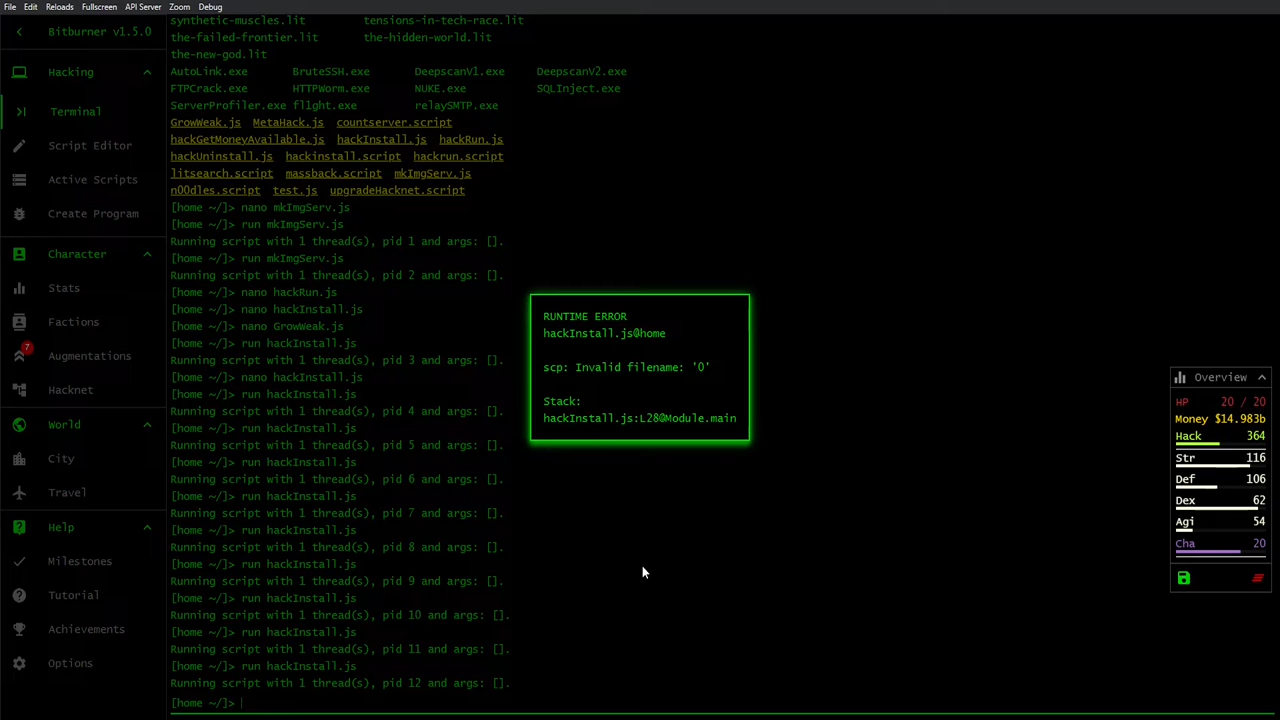 File Edit Reloads Fullscreen API Server Zoom Debug
Bitburner v1.5.0
Hacking
Terminal
Script Editor
Active Scripts
Create Program
Character
Stats
Factions
7
Augmentations
Hacknet
World
City
Travel
Help
Milestones
Tutorial
Achievements
Options
synthetic-muscles.lit tensions-in-tech-race.lit
the-failed-frontier.lit the-hidden-world.lit
the-new-god.lit
AutoLink.exe BruteSSH.exe DeepscanV1.exe DeepscanV2.exe
FTPCrack.exe HTTPWorm.exe NUKE.exe SQLInject.exe
ServerProfiler.exe fl1ght.exe relaySMTP.exe
GrowWeak.js MetaHack.js countserver.script
hackGetMoneyAvailable.js hackInstall.js hackRun.js
hackUninstall.js hackinstall.script hackrun.script
litsearch.script massback.script mkImgServ.js
n00dles.script test.js upgradeHacknet.script
[home ~/]> nano mkImgServ.js
[home ~/]> run mkImgServ.js
Running script with 1 thread(s), pid 1 and args: [].
[home ~/]> run mkImgServ.js
Running script with 1 thread(s), pid 2 and args: [].
[home ~/]> nano hackRun.js
[home ~/]> nano hackInstall.js
[home ~/]> nano GrowWeak.js
[home ~/]> run hackInstall.js
Running script with 1 thread(s), pid 3 and args: [].
[home ~/]> nano hackInstall.js
[home ~/]> run hackInstall.js
Running script with 1 thread(s), pid 4 and args: [].
[home ~/]> run hackInstall.js
Running script with 1 thread(s), pid 5 and args: [].
[home ~/]> run hackInstall.js
Running script with 1 thread(s), pid 6 and args: [].
[home ~/]> run hackInstall.js
Running script with 1 thread(s), pid 7 and args: [].
[home ~/]> run hackInstall.js
Running script with 1 thread(s), pid 8 and args: [].
[home ~/]> run hackInstall.js
Running script with 1 thread(s), pid 9 and args: [].
[home ~/]> run hackInstall.js
Running script with 1 thread(s), pid 10 and args: [].
[home ~/]> run hackInstall.js
Running script with 1 thread(s), pid 11 and args: [].
[home ~/]> run hackInstall.js
Running script with 1 thread(s), pid 12 and args: [].
[home ~/]>
RUNTIME ERROR
hackInstall.js@home
scp: Invalid filename: '0'
Stack:
hackInstall.js:L28@Module.main
Overview
HP 20 / 20
Money $14.983b
Hack 364
Str 116
Def 106
Dex 62
Agi 54
Cha 20